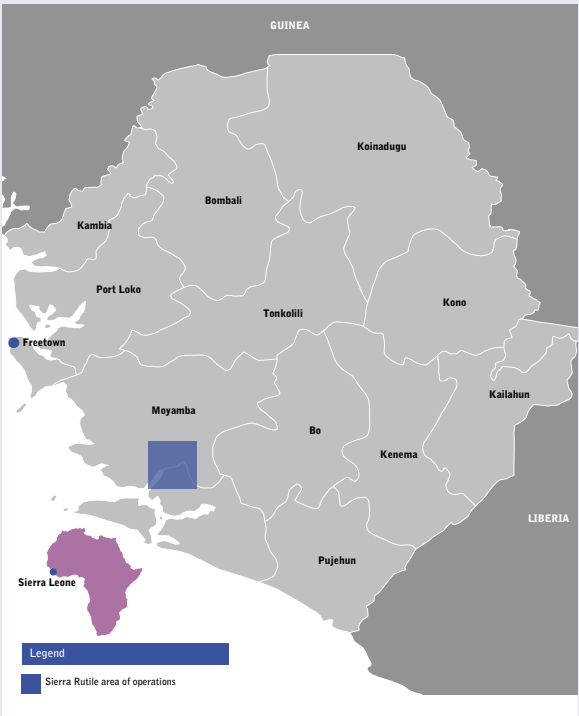 GUINEA
Koinadugu
Bombali
Kambia
Port Loko
Kono
Tonkolili
Freetown
Kailahun
Moyamba
Bo
Kenema
LIBERIA
Pujehun
Sierra Leone
Legend
Sierra Rutile area of operations